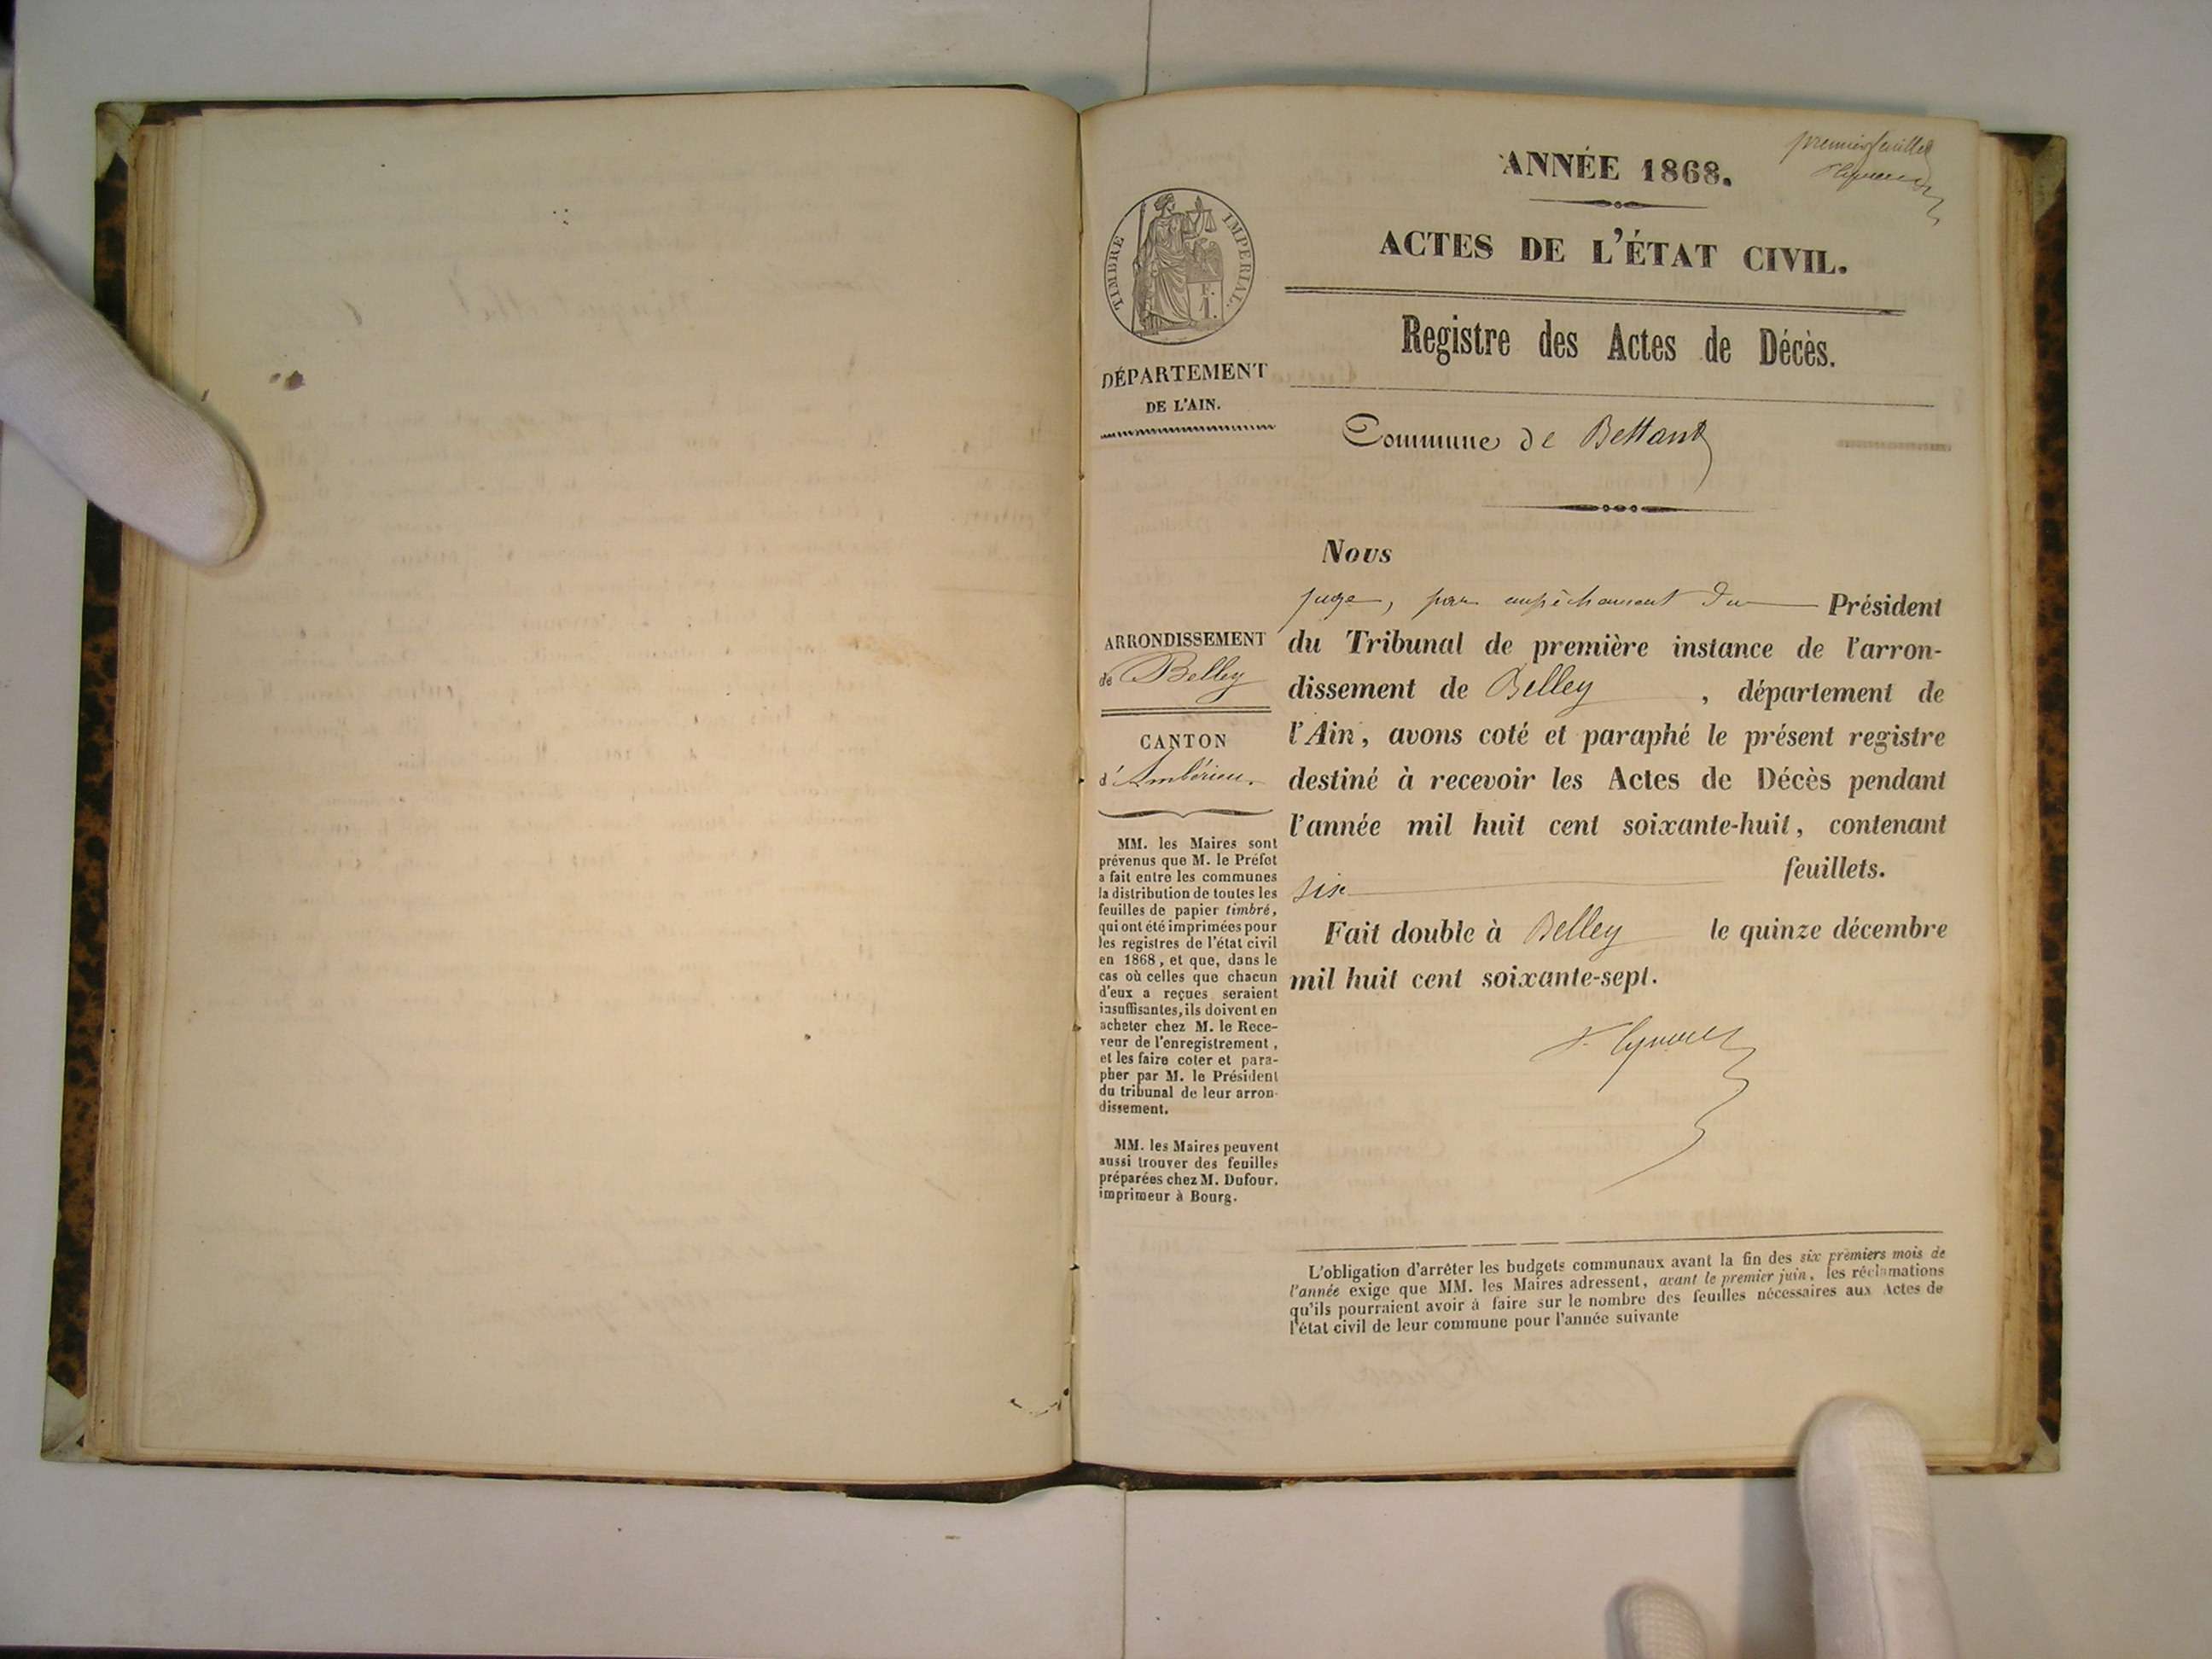 premier feuillet
ANNÉE 1868.
ACTES DE L'ÉTAT CIVIL.
TIMBRE IMPERIAL.
F.
1.
Registre des Actes de Décès.
DÉPARTEMENT
DE L'AIN.
Commune de Bettant
Nous
juge, par empêchement du Président
du Tribunal de première instance de l'arron-
dissement de Belley , département de
l'Ain, avons coté et paraphé le présent registre
destiné à recevoir les Actes de Décès pendant
l'année mil huit cent soixante-huit, contenant
six feuillets.
Fait double à Belley le quinze décembre
mil huit cent soixante-sept.
ARRONDISSEMENT
de Belley
CANTON
d'Ambérieu.
MM. les Maires sont
prévenus que M. le Préfet
a fait entre les communes
la distribution de toutes les
feuilles de papier timbré,
qui ont été imprimées pour
les registres de l'état civil
en 1868, et que, dans le
cas où celles que chacun
d'eux a reçues seraient
insuffisantes, ils doivent en
acheter chez M. le Rece-
veur de l'enregistrement,
et les faire coter et para-
pher par M. le Président
du tribunal de leur arron-
dissement.
MM. les Maires peuvent
aussi trouver des feuilles
préparées chez M. Dufour,
imprimeur à Bourg.
L'obligation d'arrêter les budgets communaux avant la fin des six premiers mois de
l'année exige que MM. les Maires adressent, avant le premier juin, les réclamations
qu'ils pourraient avoir à faire sur le nombre des feuilles nécessaires aux Actes de
l'état civil de leur commune pour l'année suivante